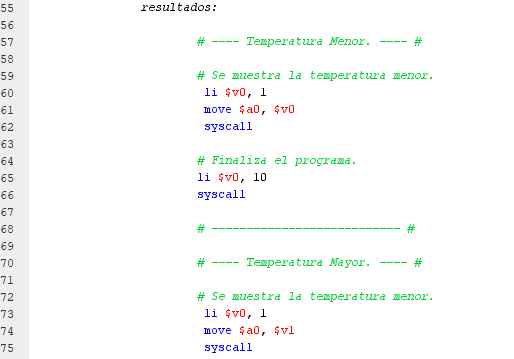 55 resultados:
56
57 # ---- Temperatura Menor. ---- #
58
59 # Se muestra la temperatura menor.
60 li $v0, 1
61 move $a0, $v0
62 syscall
63
64 # Finaliza el programa.
65 li $v0, 10
66 syscall
67
68 # --------------------------- #
69
70 # ---- Temperatura Mayor. ---- #
71
72 # Se muestra la temperatura menor.
73 li $v0, 1
74 move $a0, $v1
75 syscall